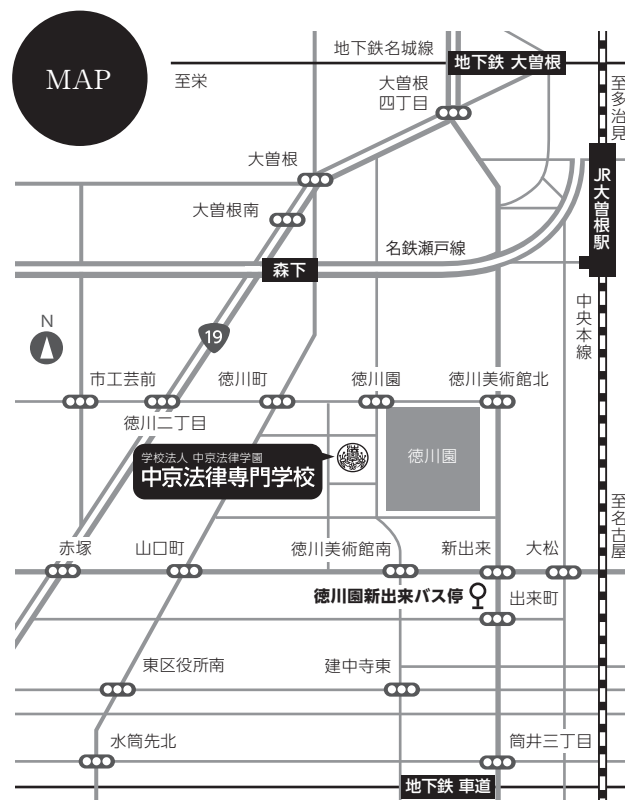 MAP
地下鉄名城線
地下鉄 大曽根
至栄
大曽根
四丁目
至多治見
大曽根
JR大曽根駅
大曽根南
名鉄瀬戸線
森下
中央本線
N
19
市工芸前
徳川町
徳川園
徳川美術館北
徳川二丁目
学校法人 中京法律学園
中京法律専門学校
徳川園
至名古屋
赤塚
山口町
徳川美術館南
新出来
大松
徳川園新出来バス停
出来町
東区役所南
建中寺東
水筒先北
筒井三丁目
地下鉄 車道